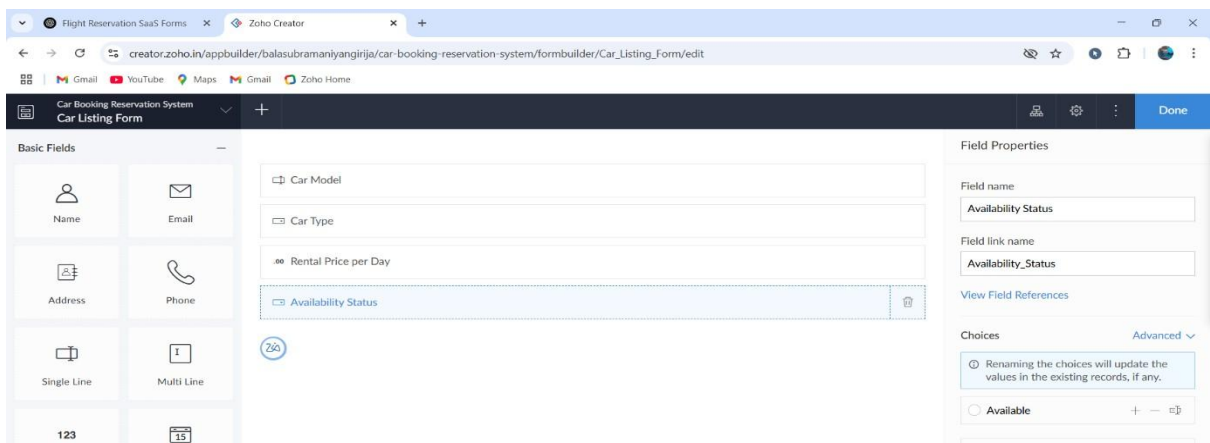 Flight Reservation SaaS Forms
Zoho Creator
creator.zoho.in/appbuilder/balasubramaniyangirija/car-booking-reservation-system/formbuilder/Car_Listing_Form/edit
Gmail YouTube Maps Gmail Zoho Home
Car Booking Reservation System
Car Listing Form
Done
Basic Fields
Name
Email
Address
Phone
Single Line
I
Multi Line
123
15
Car Model
Car Type
.00 Rental Price per Day
Availability Status
Zia
Field Properties
Field name
Availability Status
Field link name
Availability_Status
View Field References
Choices Advanced
Renaming the choices will update the
values in the existing records, if any.
Available